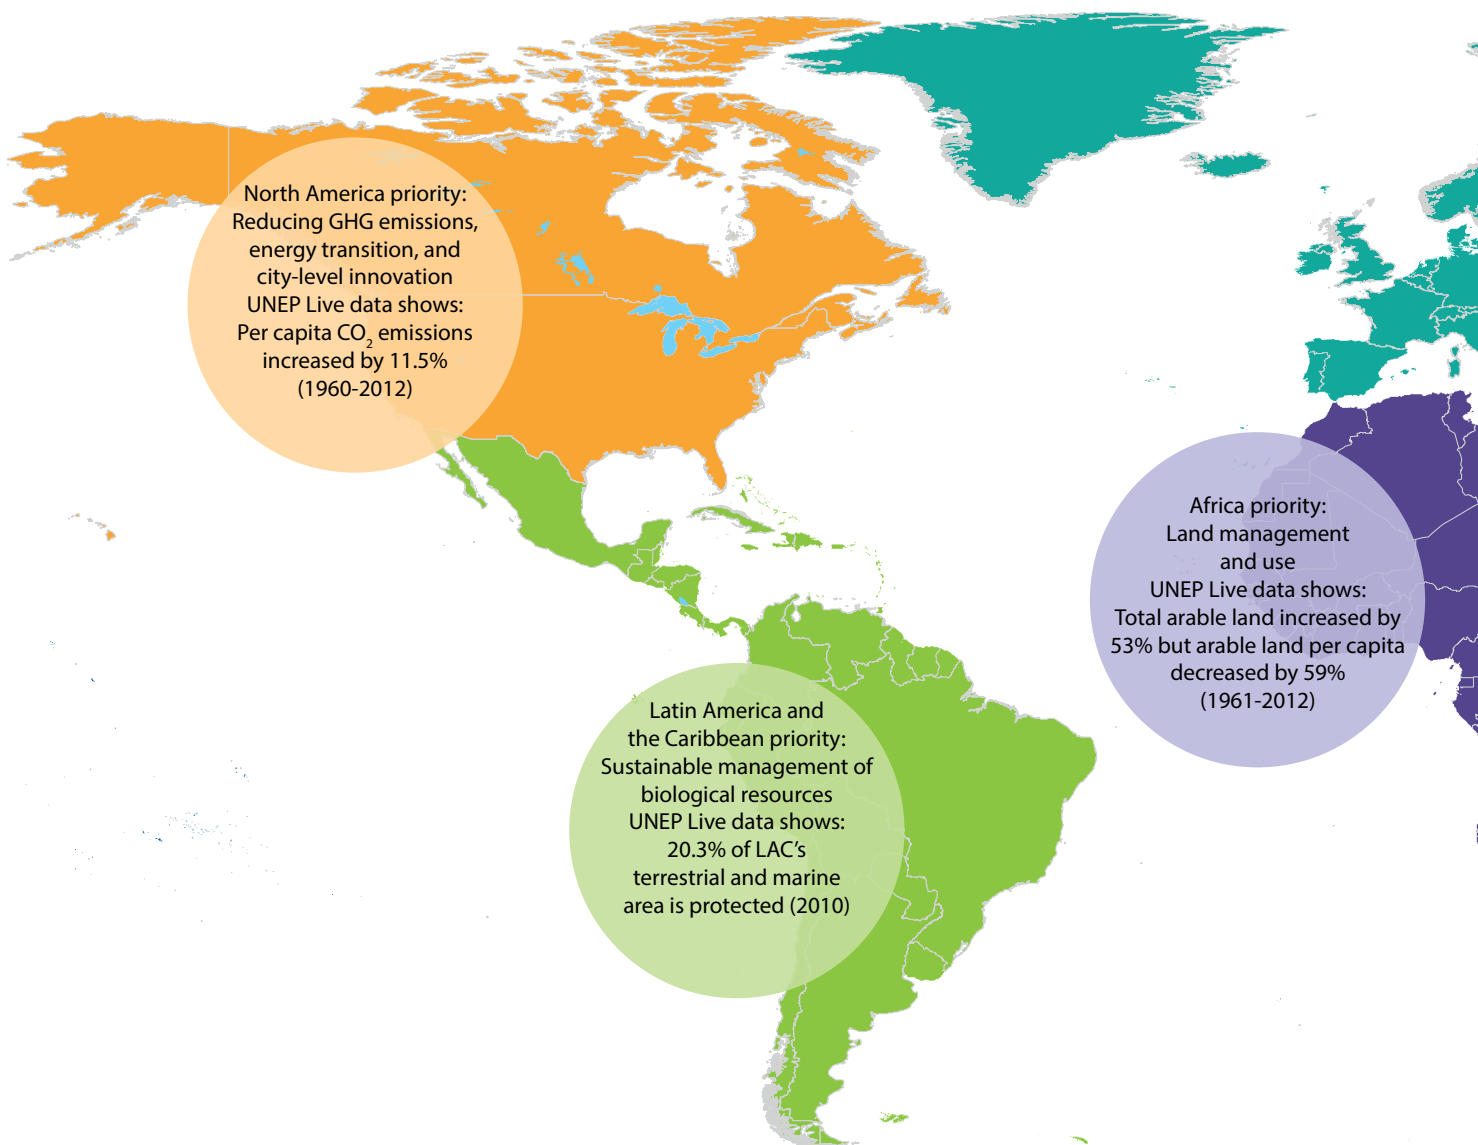 North America priority:
Reducing GHG emissions,
energy transition, and
city-level innovation
UNEP Live data shows:
Per capita CO₂ emissions
increased by 11.5%
(1960-2012)
Africa priority:
Land management
and use
UNEP Live data shows:
Total arable land increased by
53% but arable land per capita
decreased by 59%
(1961-2012)
Latin America and
the Caribbean priority:
Sustainable management of
biological resources
UNEP Live data shows:
20.3% of LAC’s
terrestrial and marine
area is protected (2010)